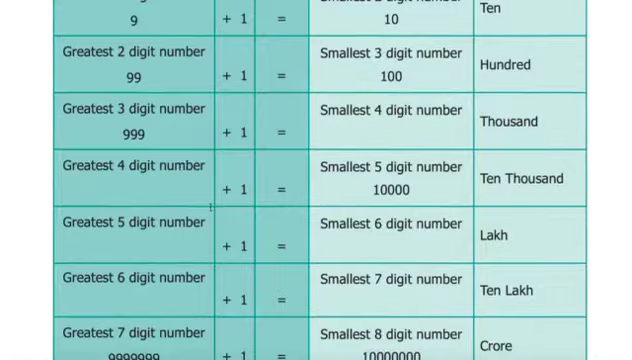 9 + 1 = 10 Ten
Greatest 2 digit number Smallest 3 digit number
99 + 1 = 100 Hundred
Greatest 3 digit number Smallest 4 digit number
999 + 1 = Thousand
Greatest 4 digit number Smallest 5 digit number
+ 1 = 10000 Ten Thousand
Greatest 5 digit number Smallest 6 digit number
+ 1 = Lakh
Greatest 6 digit number Smallest 7 digit number
+ 1 = Ten Lakh
Greatest 7 digit number Smallest 8 digit number
9999999 + 1 = 10000000 Crore